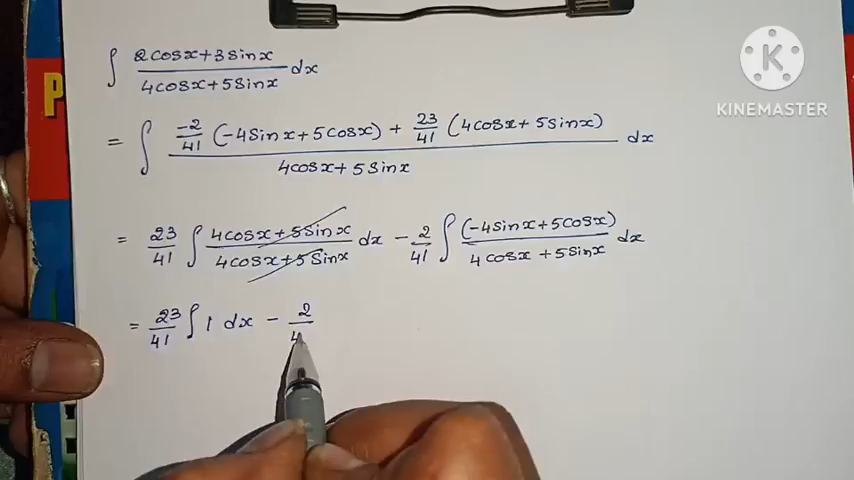 ∫ (2cosx+3sinx)/(4cosx+5sinx) dx
= ∫ (-2/41 (-4sinx+5cosx) + 23/41 (4cosx+5sinx))/(4cosx+5sinx) dx
= 23/41 ∫ (4cosx+5sinx)/(4cosx+5sinx) dx - 2/41 ∫ (-4sinx+5cosx)/(4cosx+5sinx) dx
= 23/41 ∫ 1 dx - 2/4
K
KINEMASTER
P